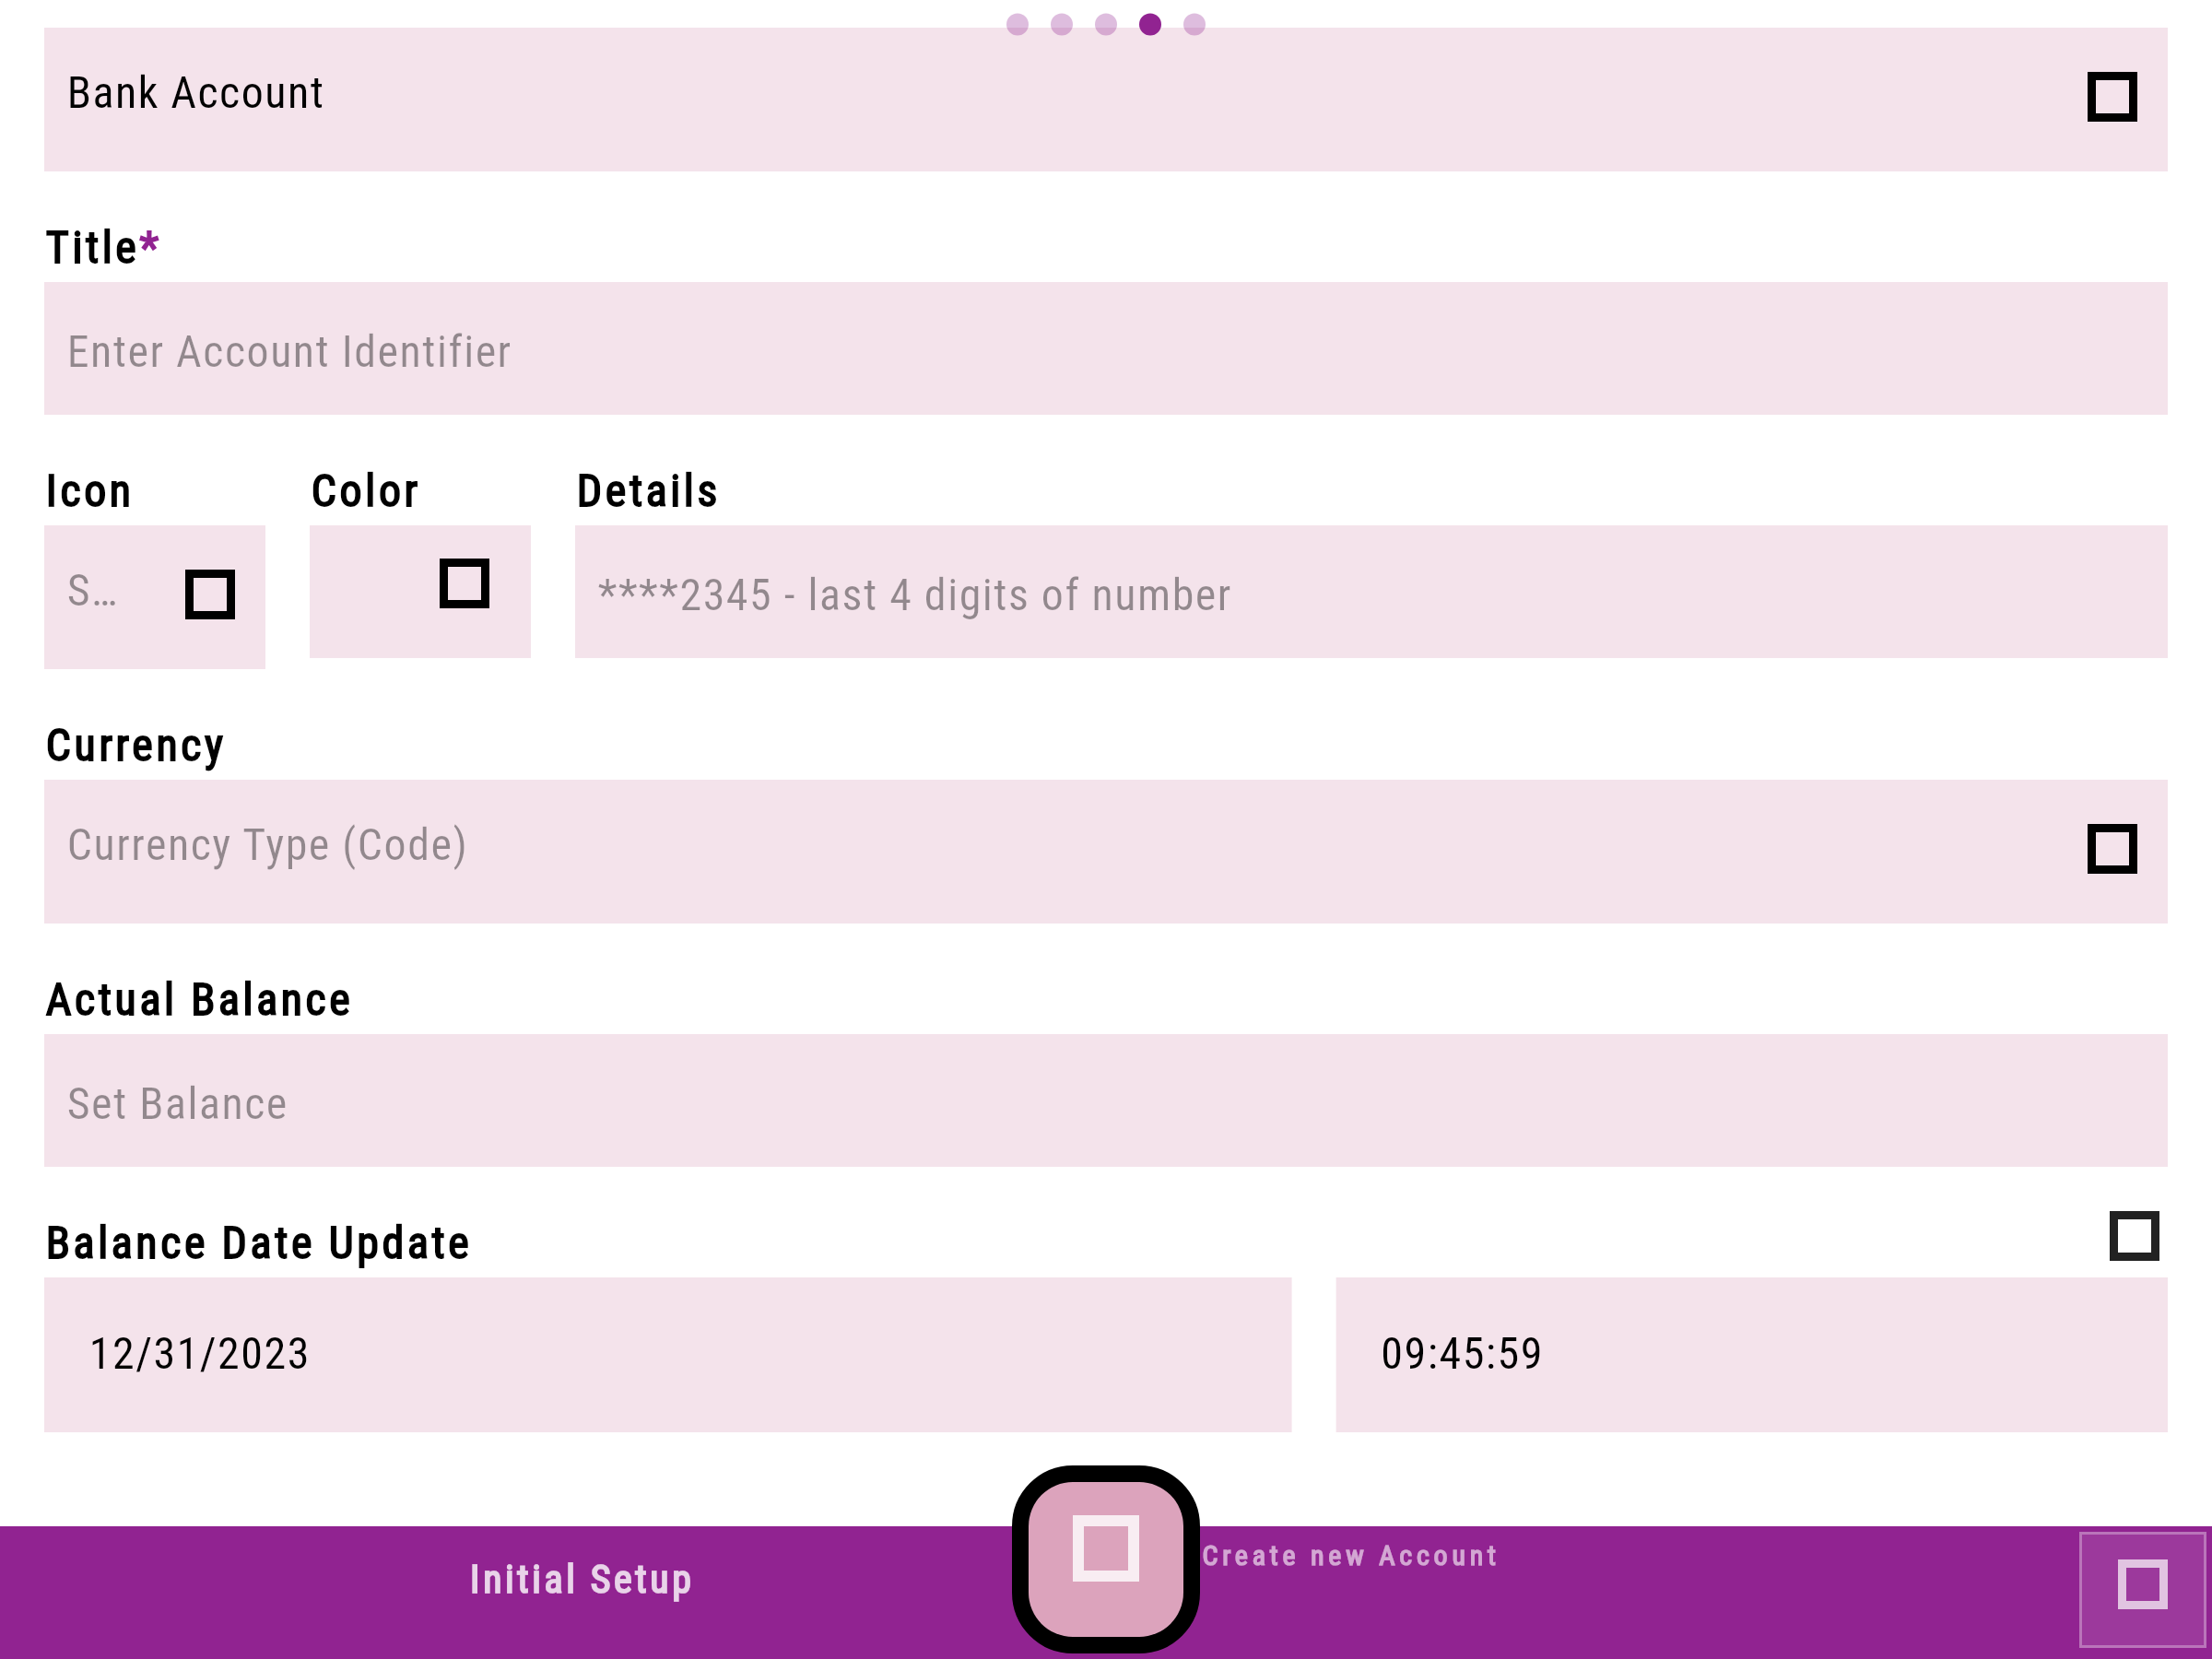 Bank Account
Title*
Enter Account Identifier
Icon
Color
Details
S…
****2345 - last 4 digits of number
Currency
Currency Type (Code)
Actual Balance
Set Balance
Balance Date Update
12/31/2023
09:45:59
Initial Setup
Create new Account